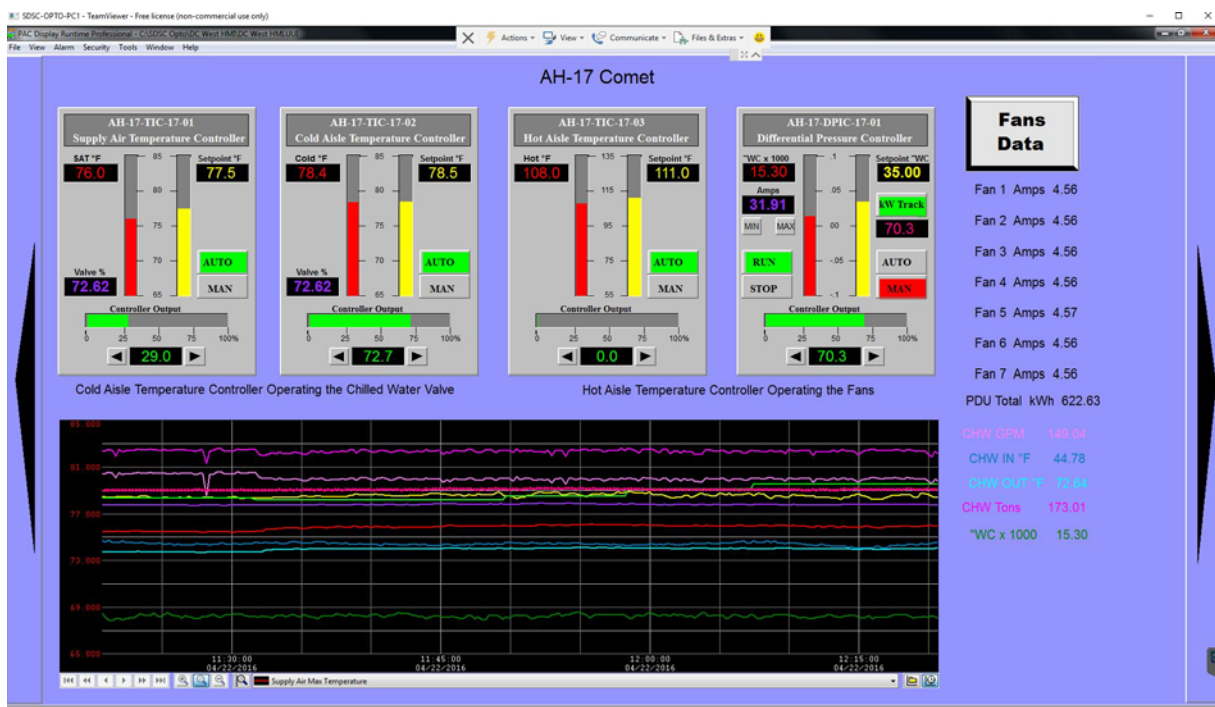 SDSC-OPTO-PC1 - TeamViewer - Free license (non-commercial use only)
PAC Display Runtime Professional - C:\SDSC Opto\DC West HMI\DC West HMI.UUI
Actions View Communicate Files & Extras
File View Alarm Security Tools Window Help
AH-17 Comet
AH-17-TIC-17-01
Supply Air Temperature Controller
SAT °F 85 Setpoint °F
76.0 77.5
80
75
70 AUTO
Valve %
72.62 65 MAN
Controller Output
0 25 50 75 100%
29.0
AH-17-TIC-17-02
Cold Aisle Temperature Controller
Cold °F 85 Setpoint °F
78.4 78.5
80
75
70 AUTO
Valve %
72.62 65 MAN
Controller Output
0 25 50 75 100%
72.7
Cold Aisle Temperature Controller Operating the Chilled Water Valve
AH-17-TIC-17-03
Hot Aisle Temperature Controller
Hot °F 135 Setpoint °F
108.0 111.0
115
95
75 AUTO
55 MAN
Controller Output
0 25 50 75 100%
0.0
AH-17-DPIC-17-01
Differential Pressure Controller
"WC x 1000 .1 Setpoint "WC
15.30 35.00
Amps .05 kW Track
31.91
MIN MAX 00 70.3
RUN -.05 AUTO
STOP -.1 MAN
Controller Output
0 25 50 75 100%
70.3
Hot Aisle Temperature Controller Operating the Fans
Fans
Data
Fan 1 Amps 4.56
Fan 2 Amps 4.56
Fan 3 Amps 4.56
Fan 4 Amps 4.56
Fan 5 Amps 4.57
Fan 6 Amps 4.56
Fan 7 Amps 4.56
PDU Total kWh 622.63
CHW GPM 149.04
CHW IN °F 44.78
CHW OUT °F 72.64
CHW Tons 173.01
"WC x 1000 15.30
85.000
81.000
77.000
73.000
69.000
65.000
11:30:00 11:45:00 12:00:00 12:15:00
04/22/2016 04/22/2016 04/22/2016 04/22/2016
Supply Air Max Temperature